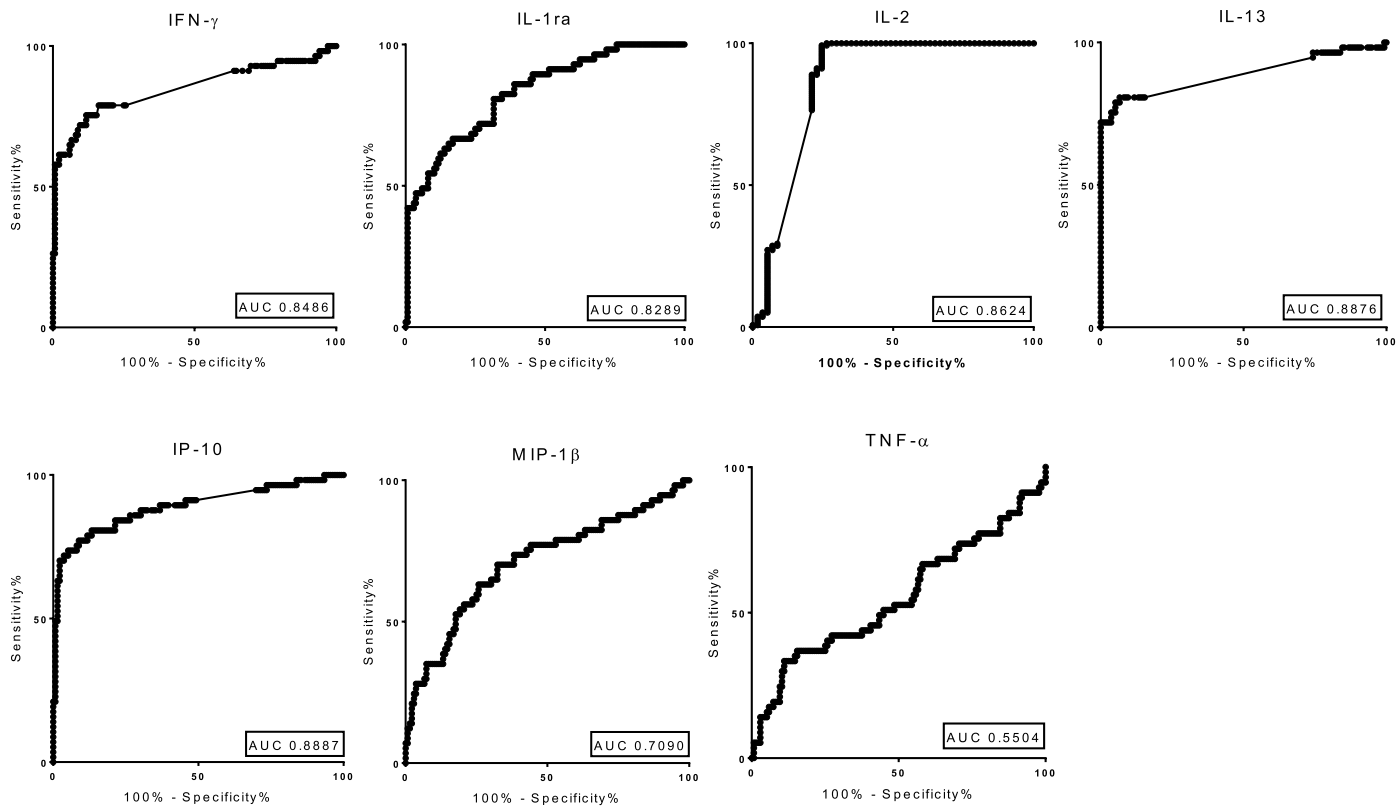 IFN-γ
100
50
0
Sensitivity%
AUC 0.8486
0
50
100
100% - Specificity%
IL-1ra
100
50
0
Sensitivity%
AUC 0.8289
0
50
100
100% - Specificity%
IL-2
100
50
0
Sensitivity%
AUC 0.8624
0
50
100
100% - Specificity%
IL-13
100
50
0
Sensitivity%
AUC 0.8876
0
50
100
100% - Specificity%
IP-10
100
50
0
Sensitivity%
AUC 0.8887
0
50
100
100% - Specificity%
MIP-1β
100
50
0
Sensitivity%
AUC 0.7090
0
50
100
100% - Specificity%
TNF-α
100
50
0
Sensitivity%
AUC 0.5504
0
50
100
100% - Specificity%